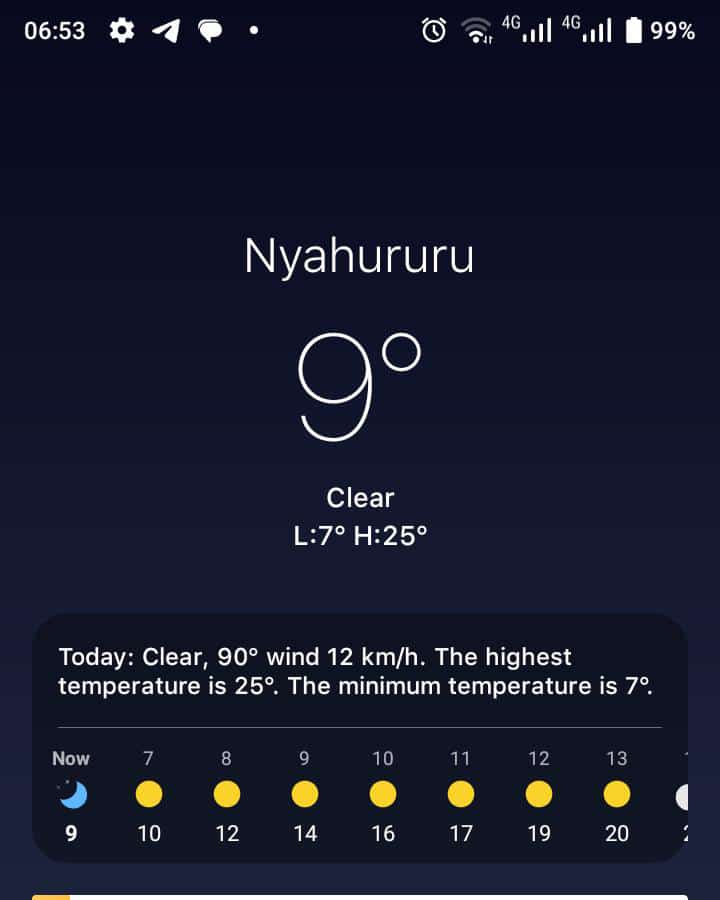 06:53 4G 4G 99%
Nyahururu
9°
Clear
L:7° H:25°
Today: Clear, 90° wind 12 km/h. The highest
temperature is 25°. The minimum temperature is 7°.
Now 7 8 9 10 11 12 13
9 10 12 14 16 17 19 20